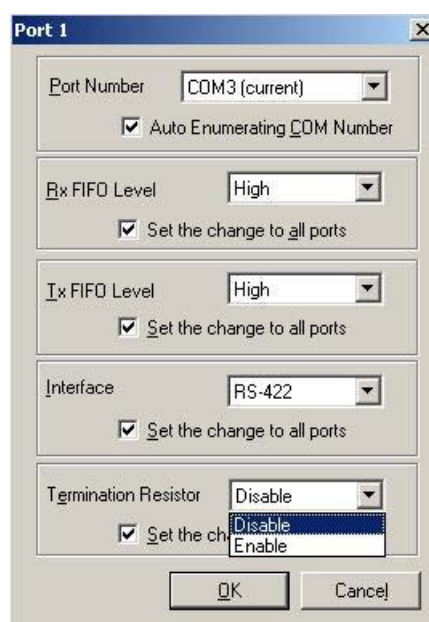 Port 1
Port Number COM3 (current)
Auto Enumerating COM Number
Rx FIFO Level High
Set the change to all ports
Tx FIFO Level High
Set the change to all ports
Interface RS-422
Set the change to all ports
Termination Resistor Disable
Set the ch
Disable
Enable
OK Cancel